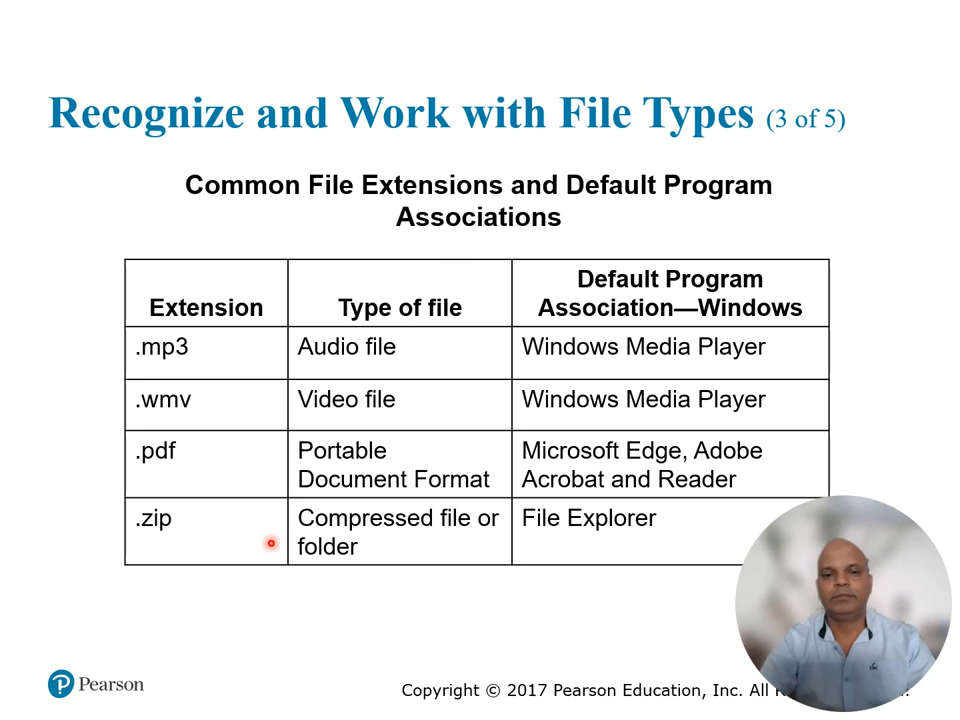 Recognize and Work with File Types (3 of 5)
Common File Extensions and Default Program
Associations
Extension
Type of file
Default Program
Association—Windows
.mp3
Audio file
Windows Media Player
.wmv
Video file
Windows Media Player
.pdf
Portable
Document Format
Microsoft Edge, Adobe
Acrobat and Reader
.zip
Compressed file or
folder
File Explorer
Pearson
Copyright © 2017 Pearson Education, Inc. All